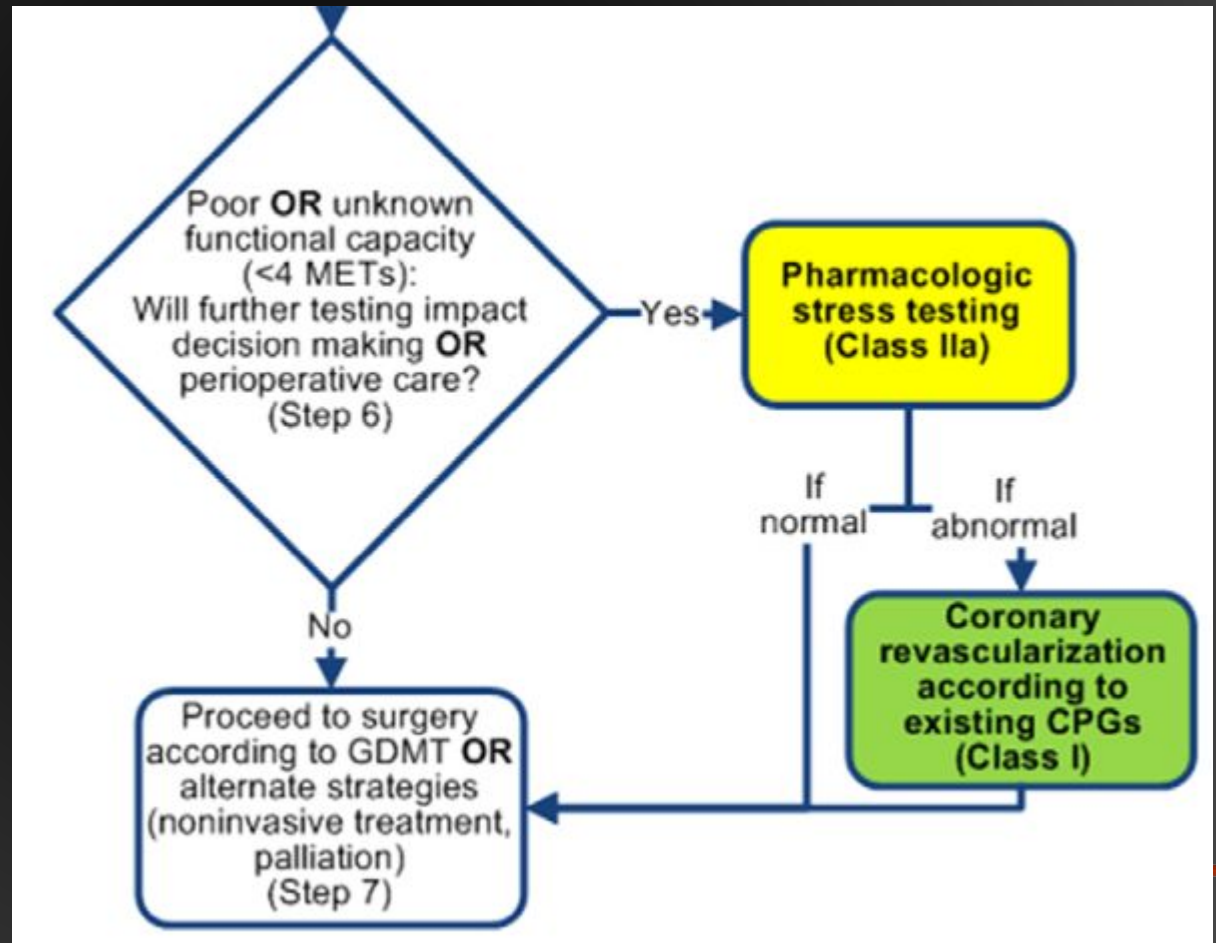 Poor OR unknown
functional capacity
(<4 METs):
Will further testing impact
decision making OR
perioperative care?
(Step 6)
Yes
Pharmacologic
stress testing
(Class IIa)
If
normal
If
abnormal
Coronary
revascularization
according to
existing CPGs
(Class I)
No
Proceed to surgery
according to GDMT OR
alternate strategies
(noninvasive treatment,
palliation)
(Step 7)